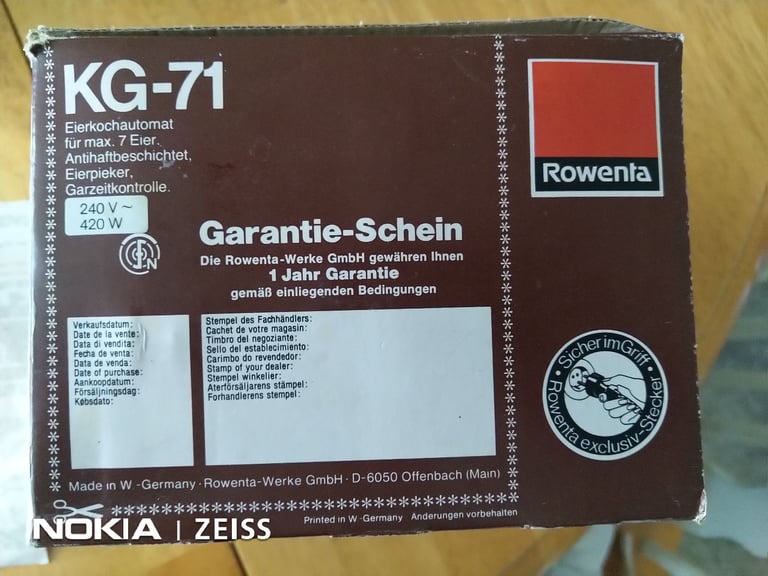 KG-71
Eierkochautomat
für max. 7 Eier.
Antihaftbeschichtet,
Eierpieker,
Garzeitkontrolle.
240 V ~
420 W
N
Rowenta
Garantie-Schein
Die Rowenta-Werke GmbH gewähren Ihnen
1 Jahr Garantie
gemäß einliegenden Bedingungen
Verkaufsdatum:
Date de la vente:
Data di vendita:
Fecha de venta:
Data de venda:
Date of purchase:
Aankoopdatum:
Försäljningsdag:
Købsdato:
Stempel des Fachhändlers:
Cachet de votre magasin:
Timbro del negoziante:
Sello del establecimiento:
Carimbo do revendedor:
Stamp of your dealer:
Stempel winkelier:
Aterförsäljarens stämpel:
Forhandlerens stempel:
Sicher im Griff
Rowenta exclusiv-Stecker
Made in W.-Germany · Rowenta-Werke GmbH · D-6050 Offenbach (Main)
Printed in W.-Germany Änderungen vorbehalten
NOKIA | ZEISS